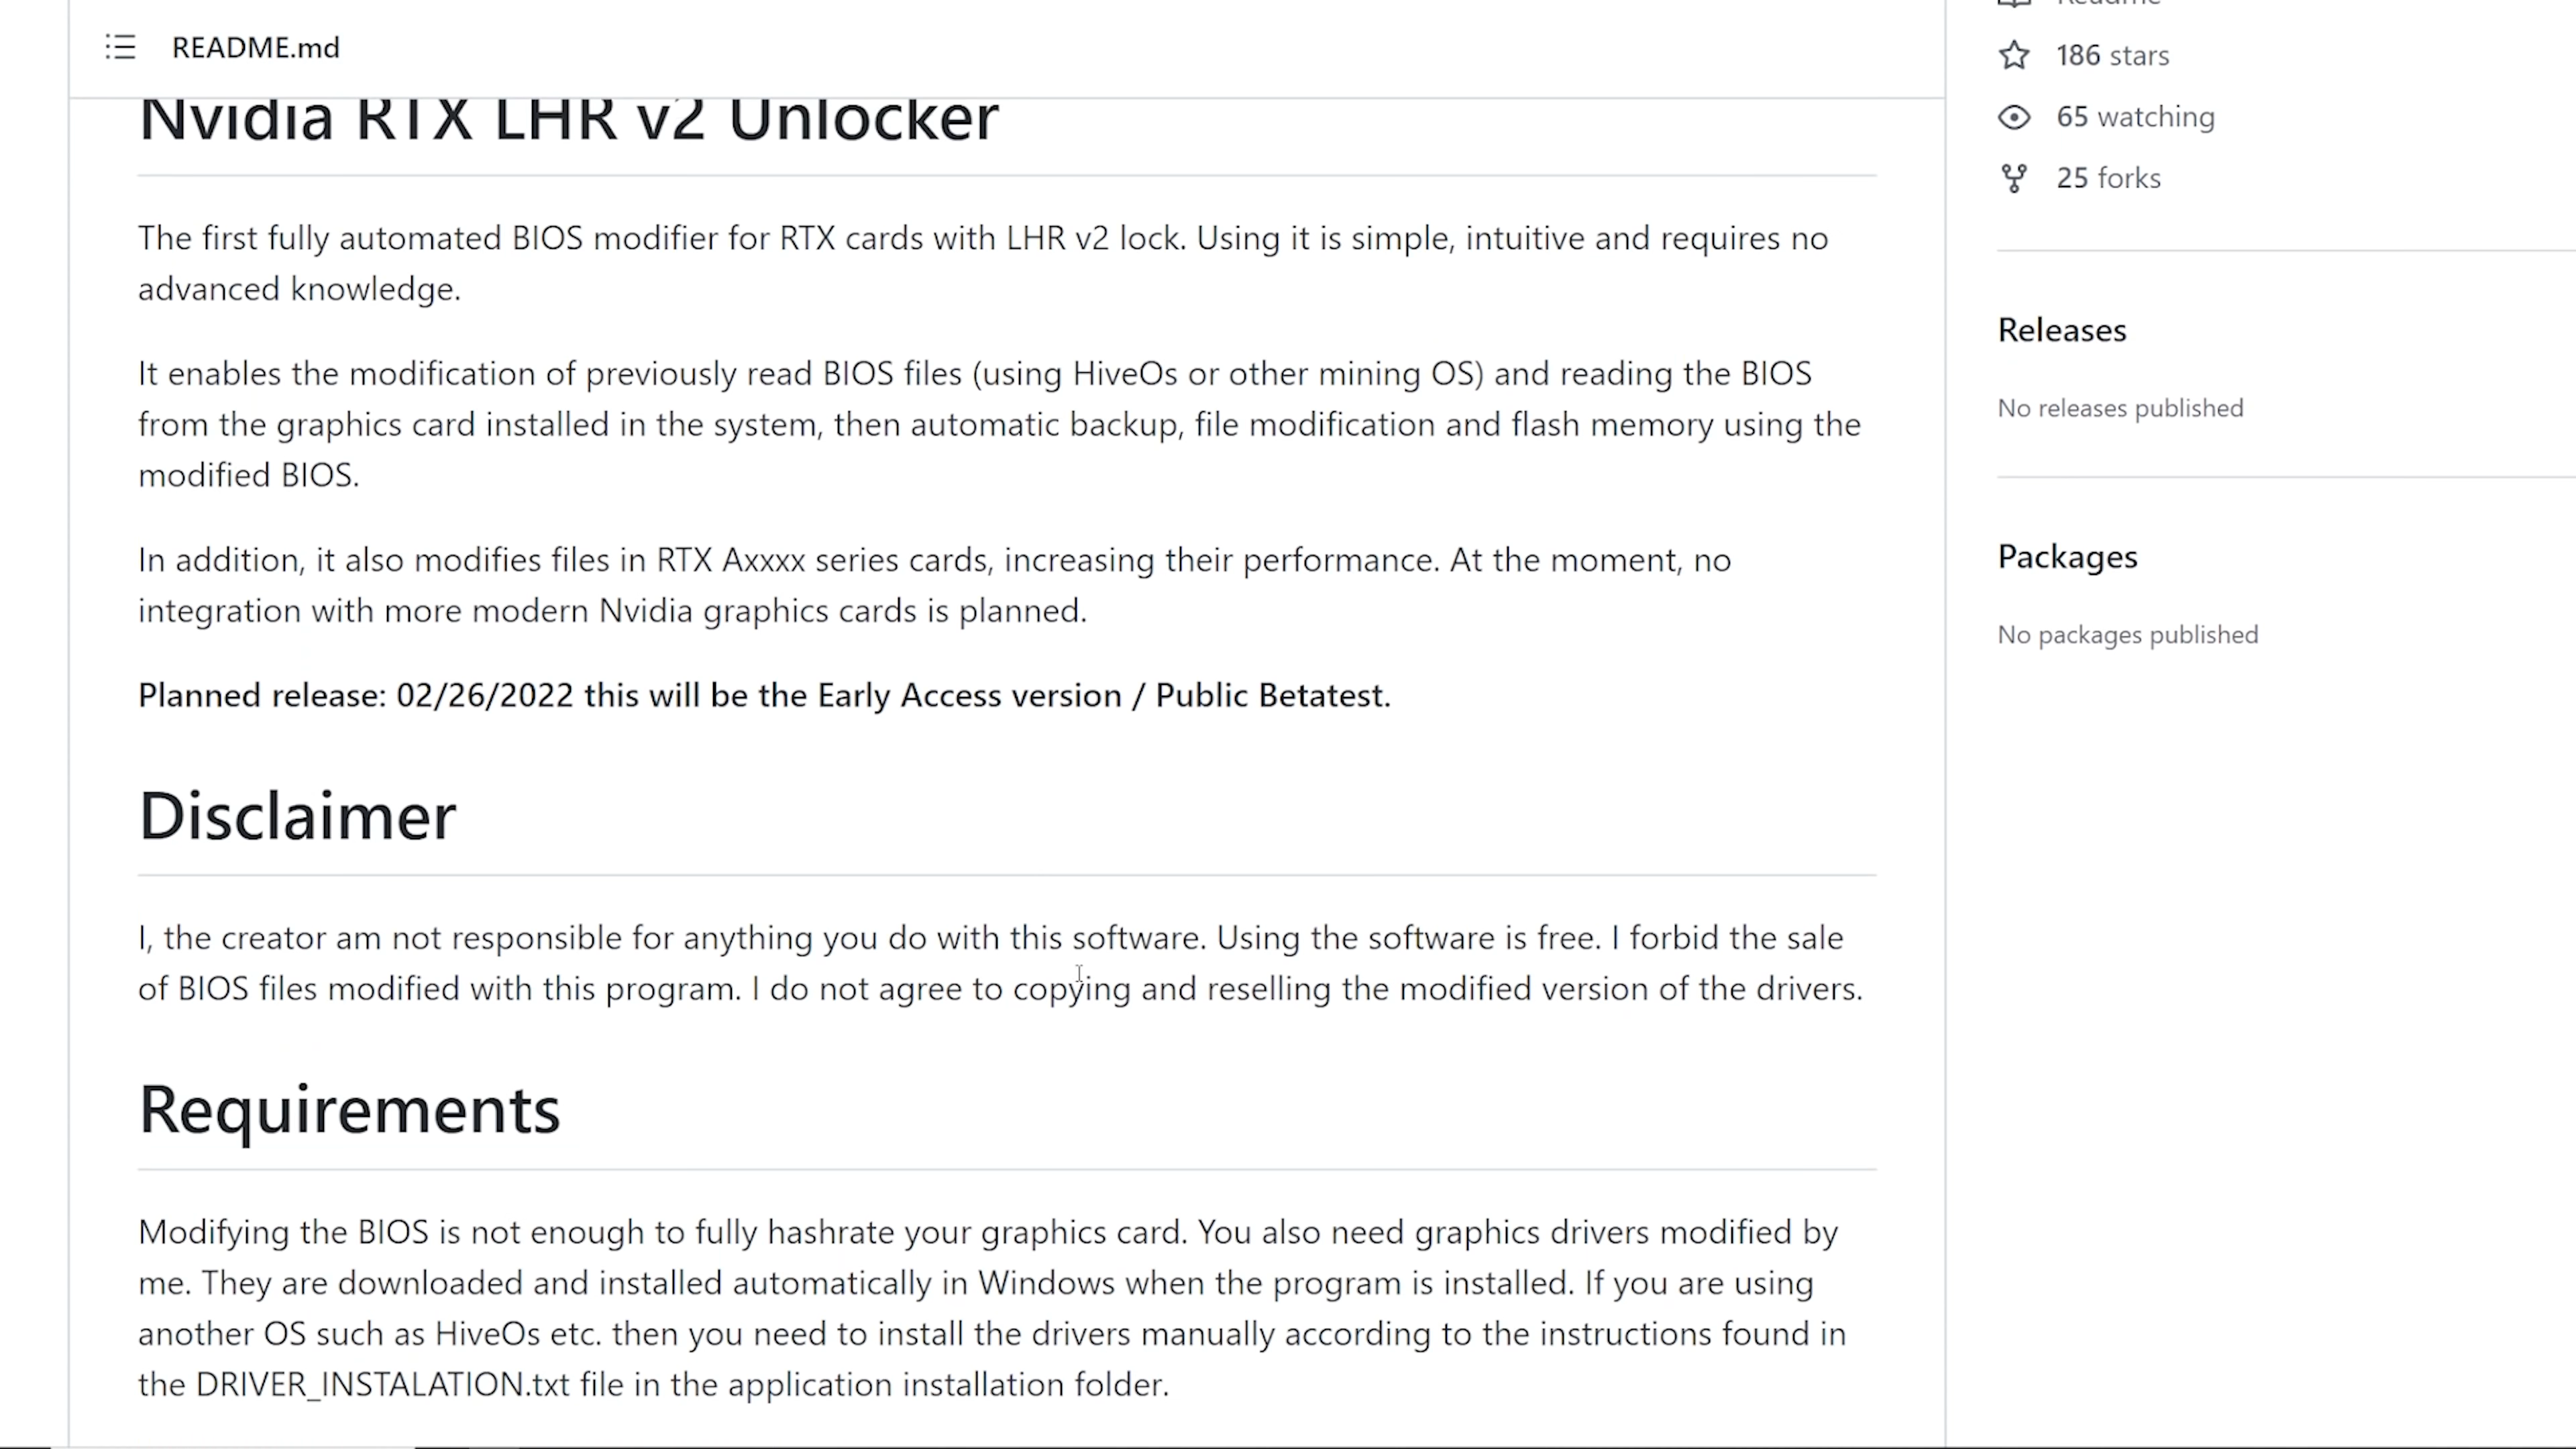 Readme
README.md
186 stars
65 watching
25 forks
Nvidia RTX LHR v2 Unlocker
The first fully automated BIOS modifier for RTX cards with LHR v2 lock. Using it is simple, intuitive and requires no
advanced knowledge.
It enables the modification of previously read BIOS files (using HiveOs or other mining OS) and reading the BIOS
from the graphics card installed in the system, then automatic backup, file modification and flash memory using the
modified BIOS.
In addition, it also modifies files in RTX Axxxx series cards, increasing their performance. At the moment, no
integration with more modern Nvidia graphics cards is planned.
Planned release: 02/26/2022 this will be the Early Access version / Public Betatest.
Disclaimer
I, the creator am not responsible for anything you do with this software. Using the software is free. I forbid the sale
of BIOS files modified with this program. I do not agree to copying and reselling the modified version of the drivers.
Requirements
Modifying the BIOS is not enough to fully hashrate your graphics card. You also need graphics drivers modified by
me. They are downloaded and installed automatically in Windows when the program is installed. If you are using
another OS such as HiveOs etc. then you need to install the drivers manually according to the instructions found in
the DRIVER_INSTALATION.txt file in the application installation folder.
Releases
No releases published
Packages
No packages published